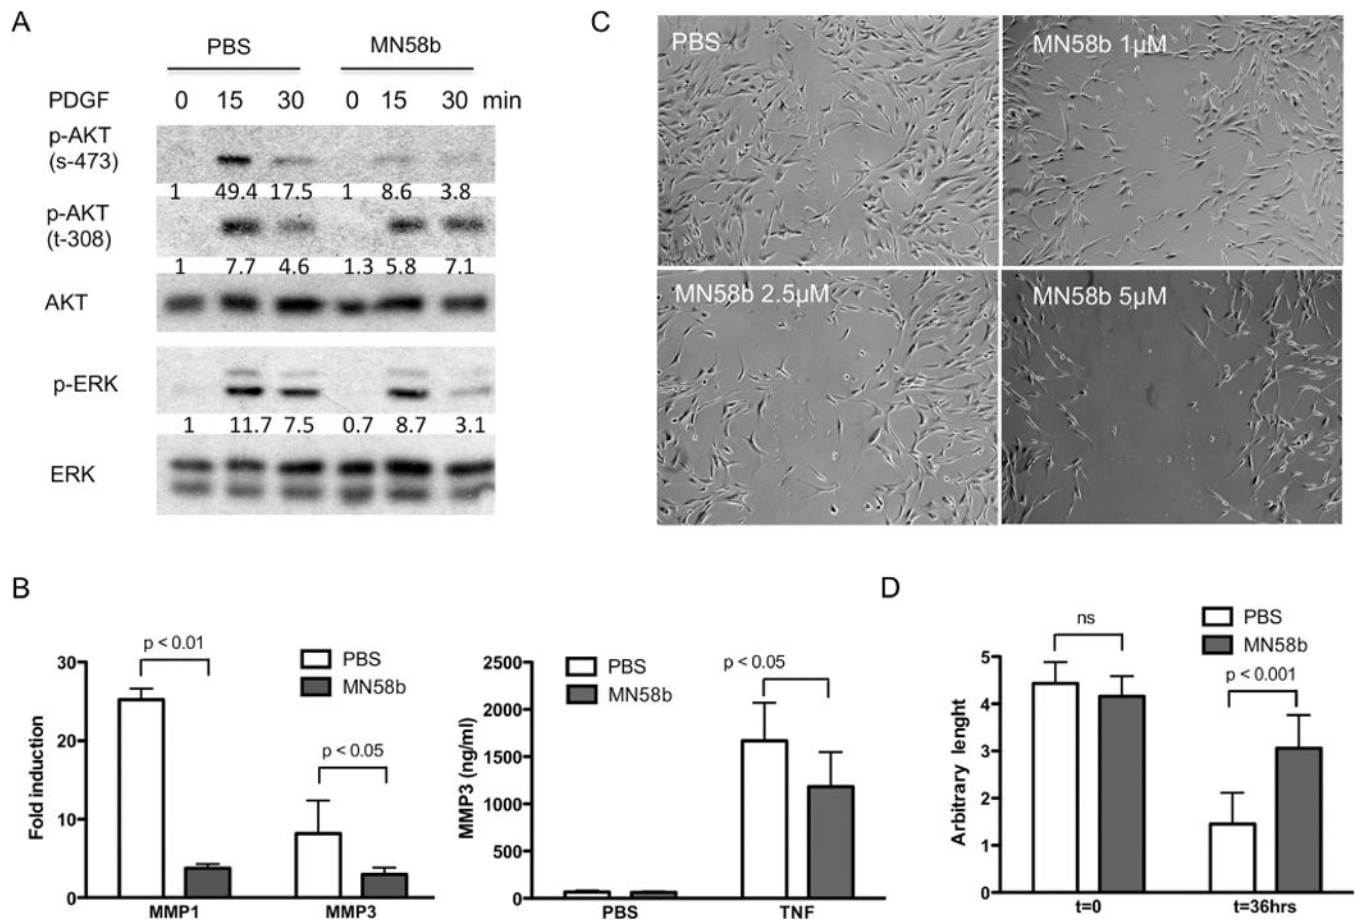 A
PBS MN58b
PDGF 0 15 30 0 15 30 min
p-AKT
(s-473)
1 49.4 17.5 1 8.6 3.8
p-AKT
(t-308)
1 7.7 4.6 1.3 5.8 7.1
AKT
p-ERK
1 11.7 7.5 0.7 8.7 3.1
ERK
C
PBS
MN58b 1µM
MN58b 2.5µM
MN58b 5µM
B
Fold induction
30
20
10
0
p < 0.01
p < 0.05
PBS
MN58b
MMP1 MMP3
MMP3 (ng/ml)
2500
2000
1500
1000
500
0
PBS
MN58b
p < 0.05
PBS TNF
D
Arbitrary lenght
5
4
3
2
1
0
ns
PBS
MN58b
p < 0.001
t=0 t=36hrs